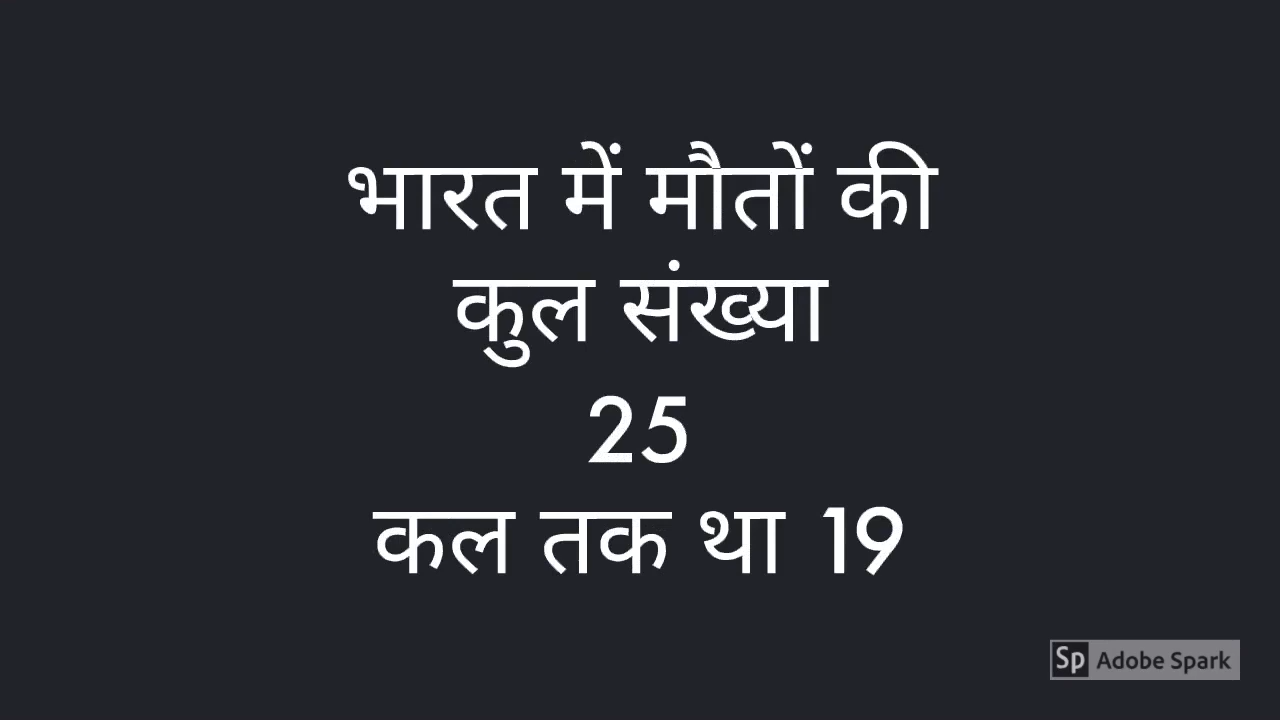 भारत में मौतों की
कुल संख्या
25
कल तक था 19
Sp Adobe Spark